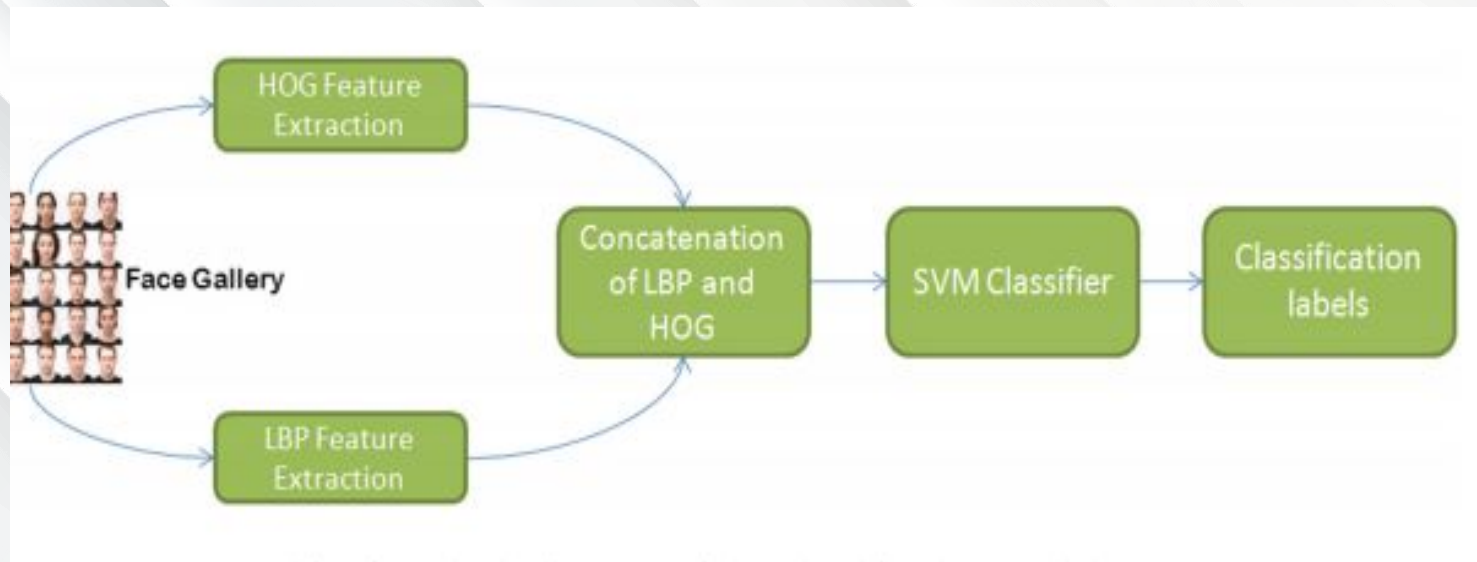 HOG Feature
Extraction
Face Gallery
Concatenation
of LBP and
HOG
SVM Classifier
Classification
labels
LBP Feature
Extraction